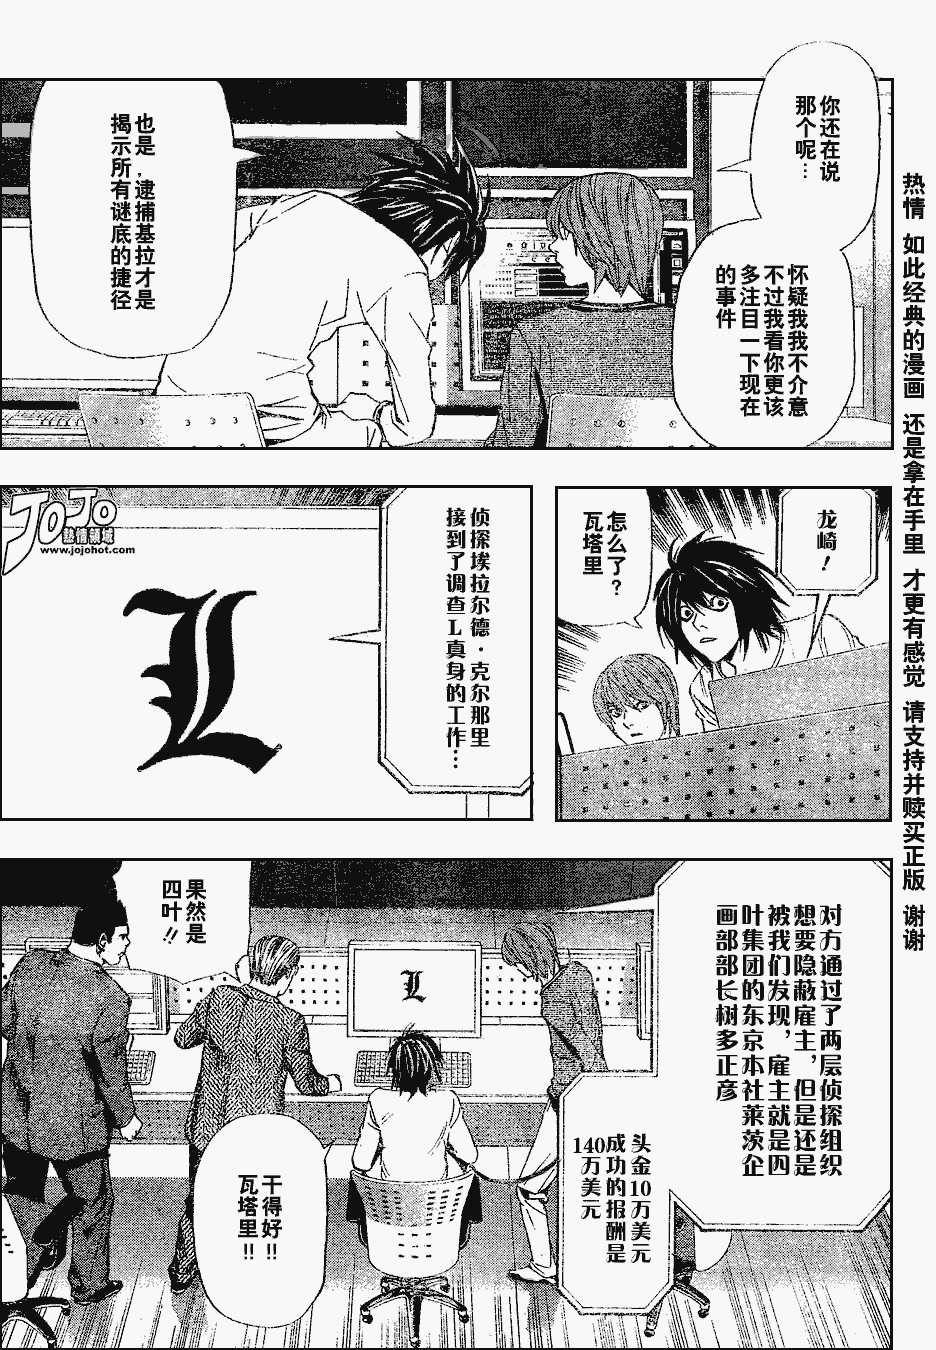 你还在说
那个呢…
怀疑我我不介意
不过我看你更该
多注目一下现在
的事件
也是，逮捕基拉才是
揭示所有谜底的捷径
龙崎！
怎么了？
瓦塔里
侦探埃拉尔德·克尔那里
接到了调查L真身的工作…
L
JOJO
熱情領域
www.jojohot.com
对方通过了两层侦探组织
想要隐蔽雇主，但是还是
被我们发现，雇主就是四
叶集团的东京本社莱茨企
画部部长树多正彦
头金10万美元
成功的报酬是
140万美元
果然是
四叶!!
L
干得好!!
瓦塔里!!
热情 如此经典的漫画 还是拿在手里 才更有感觉 请支持并赎买正版 谢谢